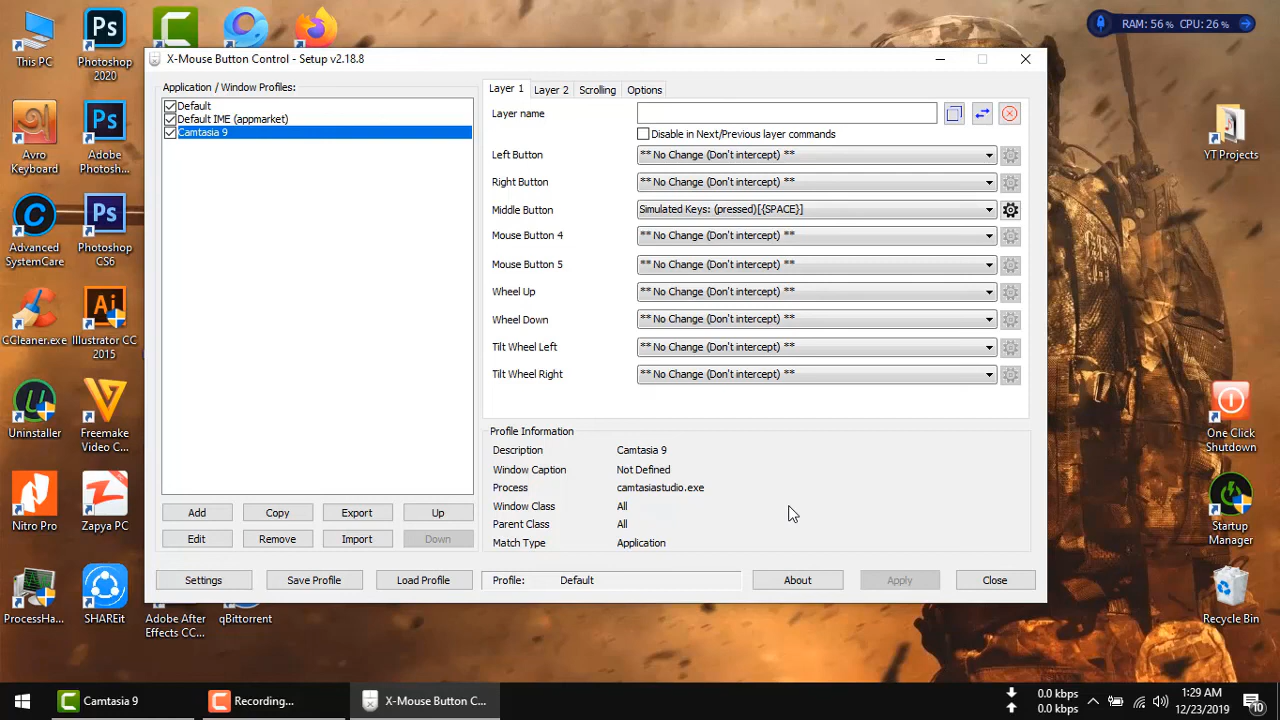 This PC
Photoshop
2020
RAM: 56 % CPU: 26 %
X-Mouse Button Control - Setup v2.18.8
Application / Window Profiles:
Default
Default IME (appmarket)
Camtasia 9
Layer 1
Layer 2
Scrolling
Options
Layer name
Disable in Next/Previous layer commands
Left Button
** No Change (Don't intercept) **
Right Button
** No Change (Don't intercept) **
Middle Button
Simulated Keys: (pressed)[{SPACE}]
Mouse Button 4
** No Change (Don't intercept) **
Mouse Button 5
** No Change (Don't intercept) **
Wheel Up
** No Change (Don't intercept) **
Wheel Down
** No Change (Don't intercept) **
Tilt Wheel Left
** No Change (Don't intercept) **
Tilt Wheel Right
** No Change (Don't intercept) **
Profile Information
Description
Camtasia 9
Window Caption
Not Defined
Process
camtasiastudio.exe
Window Class
All
Parent Class
All
Match Type
Application
Add
Copy
Export
Up
Edit
Remove
Import
Down
Settings
Save Profile
Load Profile
Profile:
Default
About
Apply
Close
Avro
Keyboard
Adobe
Photosh...
Advanced
SystemCare
Photoshop
CS6
CCleaner.exe
Illustrator CC
2015
Uninstaller
Freemake
Video C...
Nitro Pro
Zapya PC
ProcessHa...
SHAREit
Adobe After
Effects CC...
qBittorrent
YT Projects
One Click
Shutdown
Startup
Manager
Recycle Bin
Camtasia 9
Recording...
X-Mouse Button C...
0.0 kbps
0.0 kbps
1:29 AM
12/23/2019
10